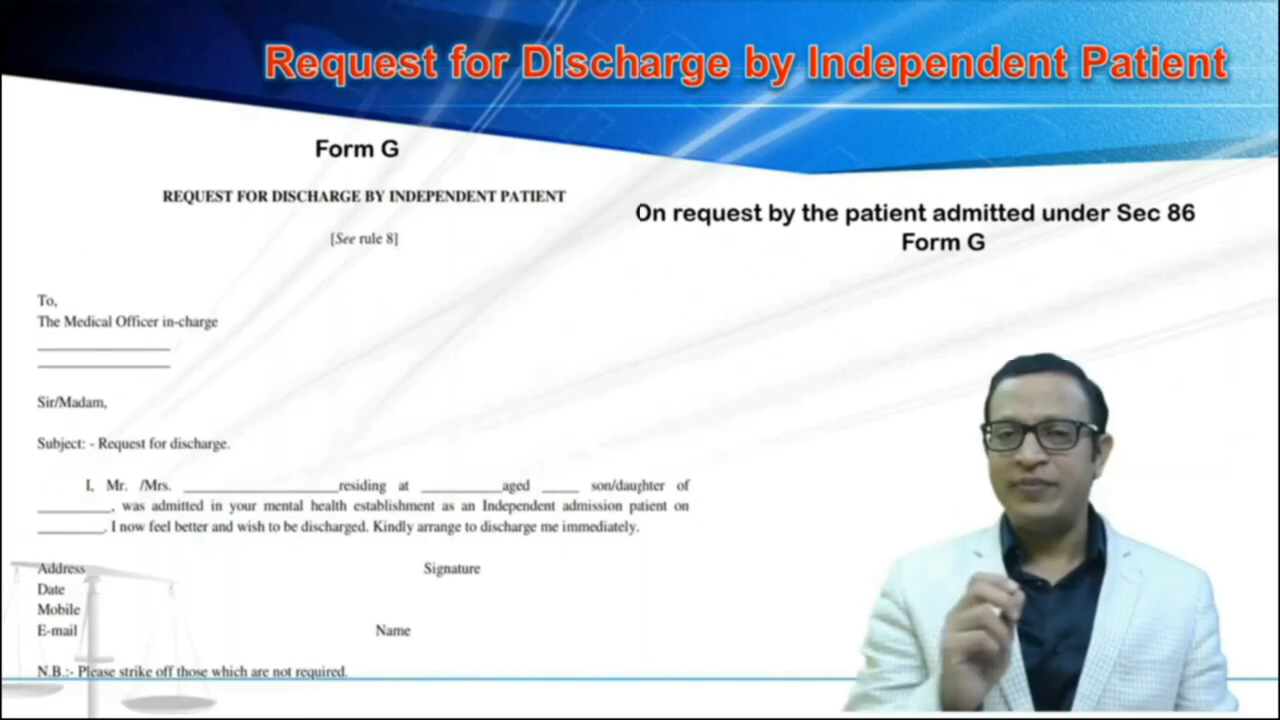 Request for Discharge by Independent Patient
Form G
REQUEST FOR DISCHARGE BY INDEPENDENT PATIENT
[See rule 8]
On request by the patient admitted under Sec 86
Form G
To,
The Medical Officer in-charge
Sir/Madam,
Subject: - Request for discharge.
I, Mr. /Mrs. ____________________residing at __________aged _____ son/daughter of
_________, was admitted in your mental health establishment as an Independent admission patient on
_________. I now feel better and wish to be discharged. Kindly arrange to discharge me immediately.
Address Signature
Date
Mobile
E-mail Name
N.B.:- Please strike off those which are not required.